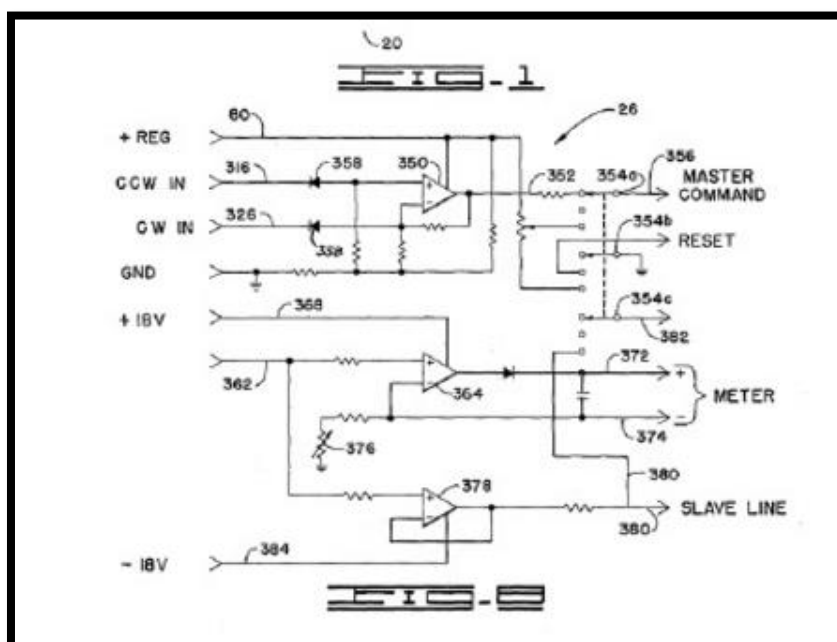 20
FIG. 1
+ REG
60
CCW IN
316
358
350
352
26
354a
356
MASTER COMMAND
CW IN
326
358
354b
RESET
GND
+ 18V
368
354c
382
362
364
372
+
METER
-
374
376
378
380
SLAVE LINE
380
- 18V
384
FIG. 8